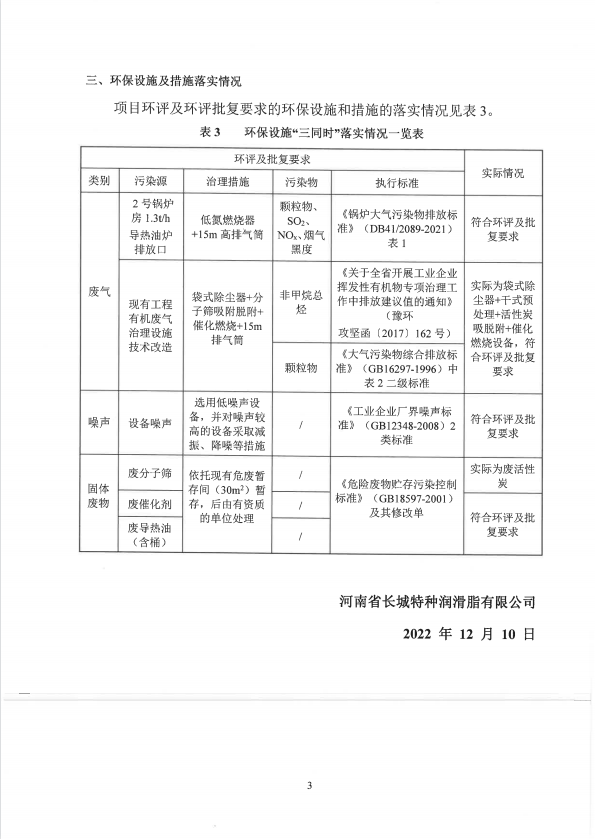 三、环保设施及措施落实情况
项目环评及环评批复要求的环保设施和措施的落实情况见表 3。
表 3 环保设施“三同时”落实情况一览表
环评及批复要求
实际情况
类别 污染源 治理措施 污染物 执行标准
废气
2 号锅炉
房 1.3t/h
导热油炉
排放口
低氮燃烧器
+15m 高排气筒
颗粒物、
SO₂、
NOₓ、烟气
黑度
《锅炉大气污染物排放标
准》（DB41/2089-2021）
表 1
符合环评及批
复要求
现有工程
有机废气
治理设施
技术改造
袋式除尘器+分
子筛吸附脱附+
催化燃烧+15m
排气筒
非甲烷总
烃
《关于全省开展工业企业
挥发性有机物专项治理工
作中排放建议值的通知》
（豫环
攻坚函〔2017〕162 号）
实际为袋式除
尘器+干式预
处理+活性炭
吸脱附+催化
燃烧设备，符
合环评及批复
要求
颗粒物
《大气污染物综合排放标
准》（GB16297-1996）中
表 2 二级标准
噪声
设备噪声
选用低噪声设
备，并对噪声较
高的设备采取减
振、降噪等措施
/
《工业企业厂界噪声标
准》（GB12348-2008）2
类标准
符合环评及批
复要求
固体
废物
废分子筛
依托现有危废暂
存间（30m²）暂
存，后由有资质
的单位处理
/
《危险废物贮存污染控制
标准》（GB18597-2001）
及其修改单
实际为废活性
炭
废催化剂
/
符合环评及批
复要求
废导热油
（含桶）
/
河南省长城特种润滑脂有限公司
2022 年 12 月 10 日
3